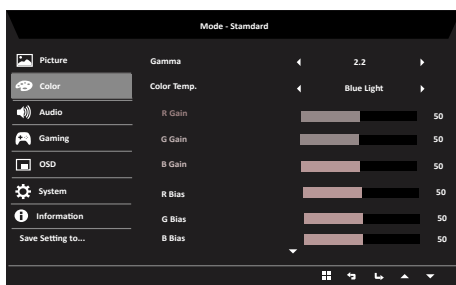 Mode - Stamdard
Picture
Gamma 2.2
Color
Color Temp. Blue Light
Audio
R Gain 50
Gaming
G Gain 50
OSD
B Gain 50
System
R Bias 50
Information
G Bias 50
Save Setting to...
B Bias 50